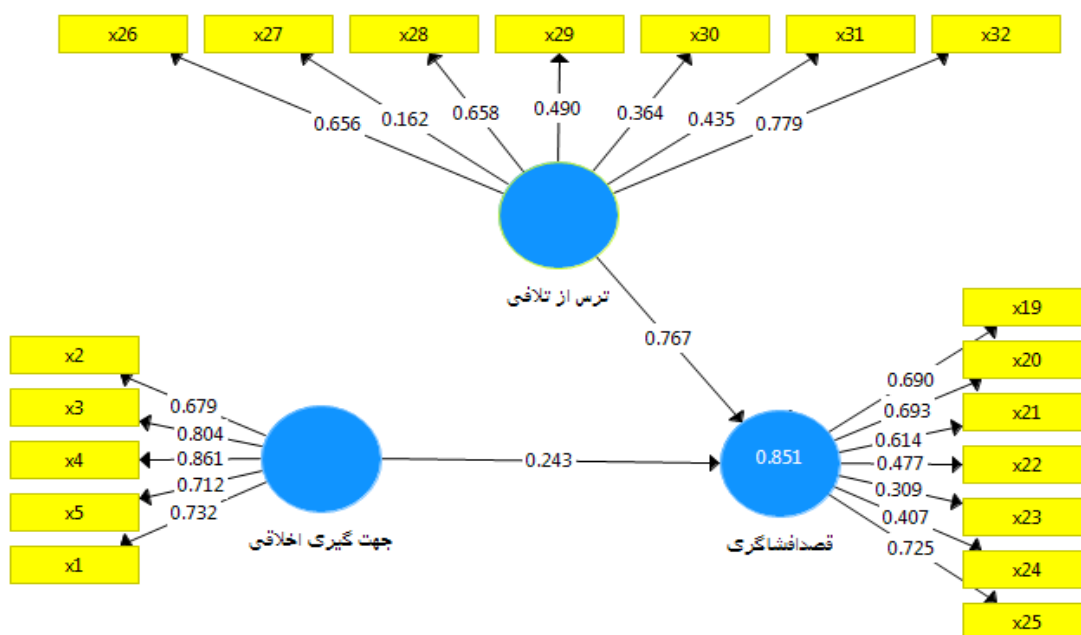 x26 x27 x28 x29 x30 x31 x32
0.656 0.162 0.658 0.490 0.364 0.435 0.779
ترس از تلافی
0.767
x2
x3
x4
x5
x1
0.679
0.804
0.861
0.712
0.732
جهت گیری اخلاقی
0.243
0.851
قصدافشاگری
0.690
0.693
0.614
0.477
0.309
0.407
0.725
x19
x20
x21
x22
x23
x24
x25